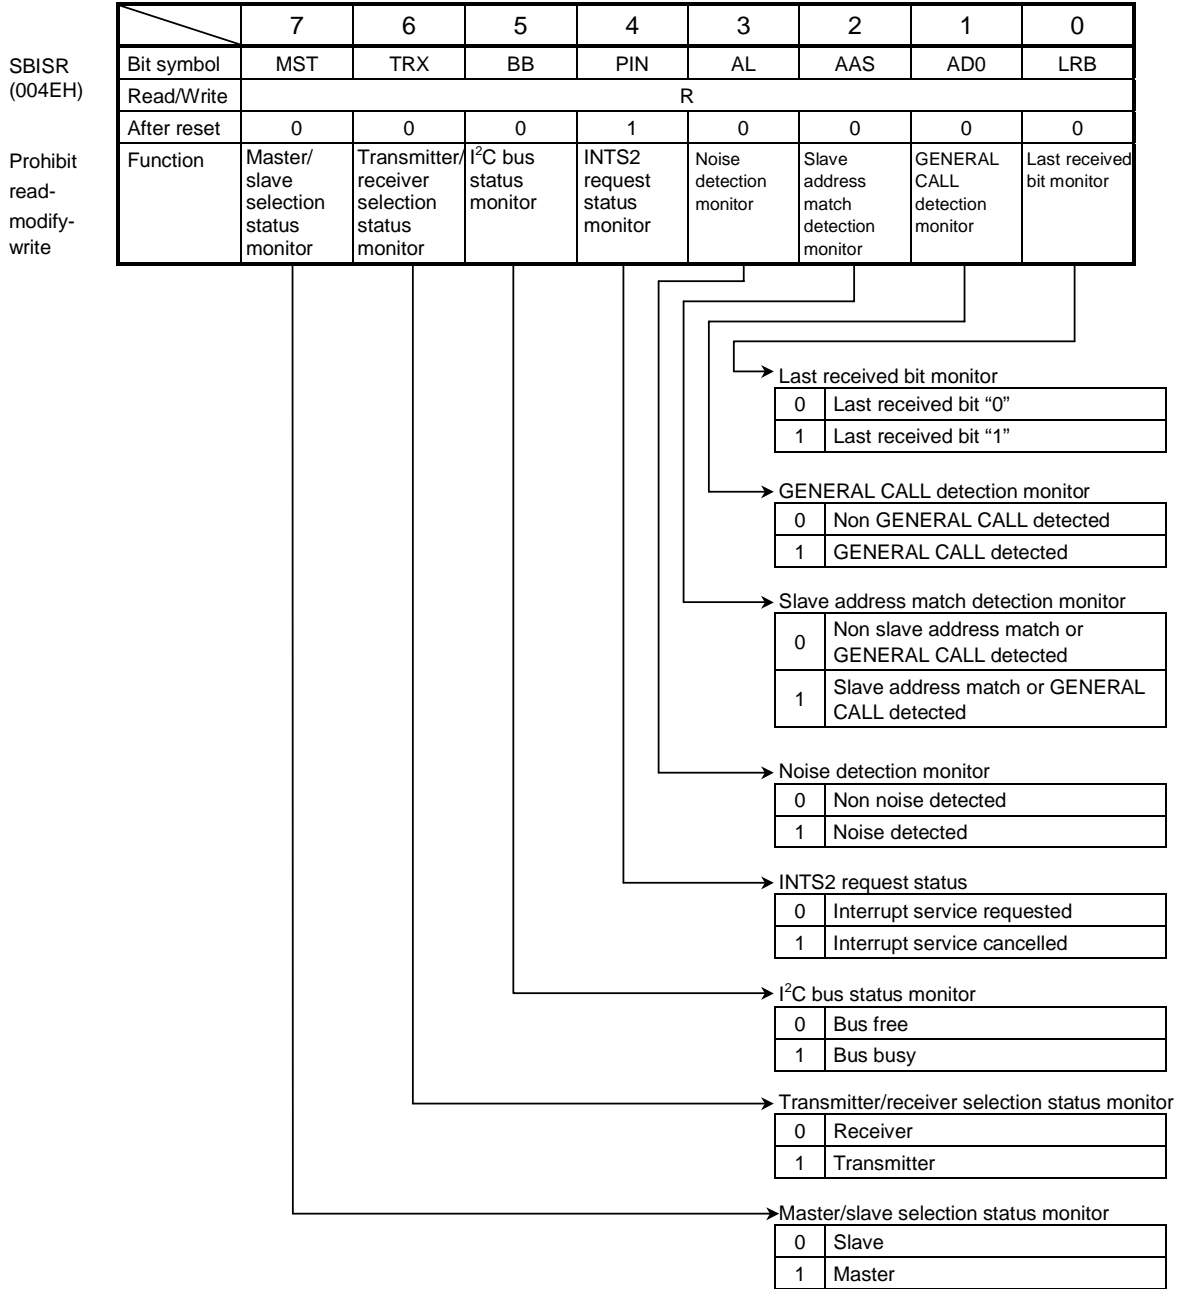 7 6 5 4 3 2 1 0
SBISR
(004EH)
Bit symbol MST TRX BB PIN AL AAS AD0 LRB
Read/Write R
After reset 0 0 0 1 0 0 0 0
Prohibit
read-
modify-
write
Function
Master/
slave
selection
status
monitor
Transmitter/
receiver
selection
status
monitor
I²C bus
status
monitor
INTS2
request
status
monitor
Noise
detection
monitor
Slave
address
match
detection
monitor
GENERAL
CALL
detection
monitor
Last received
bit monitor
Last received bit monitor
0 Last received bit “0”
1 Last received bit “1”
GENERAL CALL detection monitor
0 Non GENERAL CALL detected
1 GENERAL CALL detected
Slave address match detection monitor
0 Non slave address match or
GENERAL CALL detected
1 Slave address match or GENERAL
CALL detected
Noise detection monitor
0 Non noise detected
1 Noise detected
INTS2 request status
0 Interrupt service requested
1 Interrupt service cancelled
I²C bus status monitor
0 Bus free
1 Bus busy
Transmitter/receiver selection status monitor
0 Receiver
1 Transmitter
Master/slave selection status monitor
0 Slave
1 Master